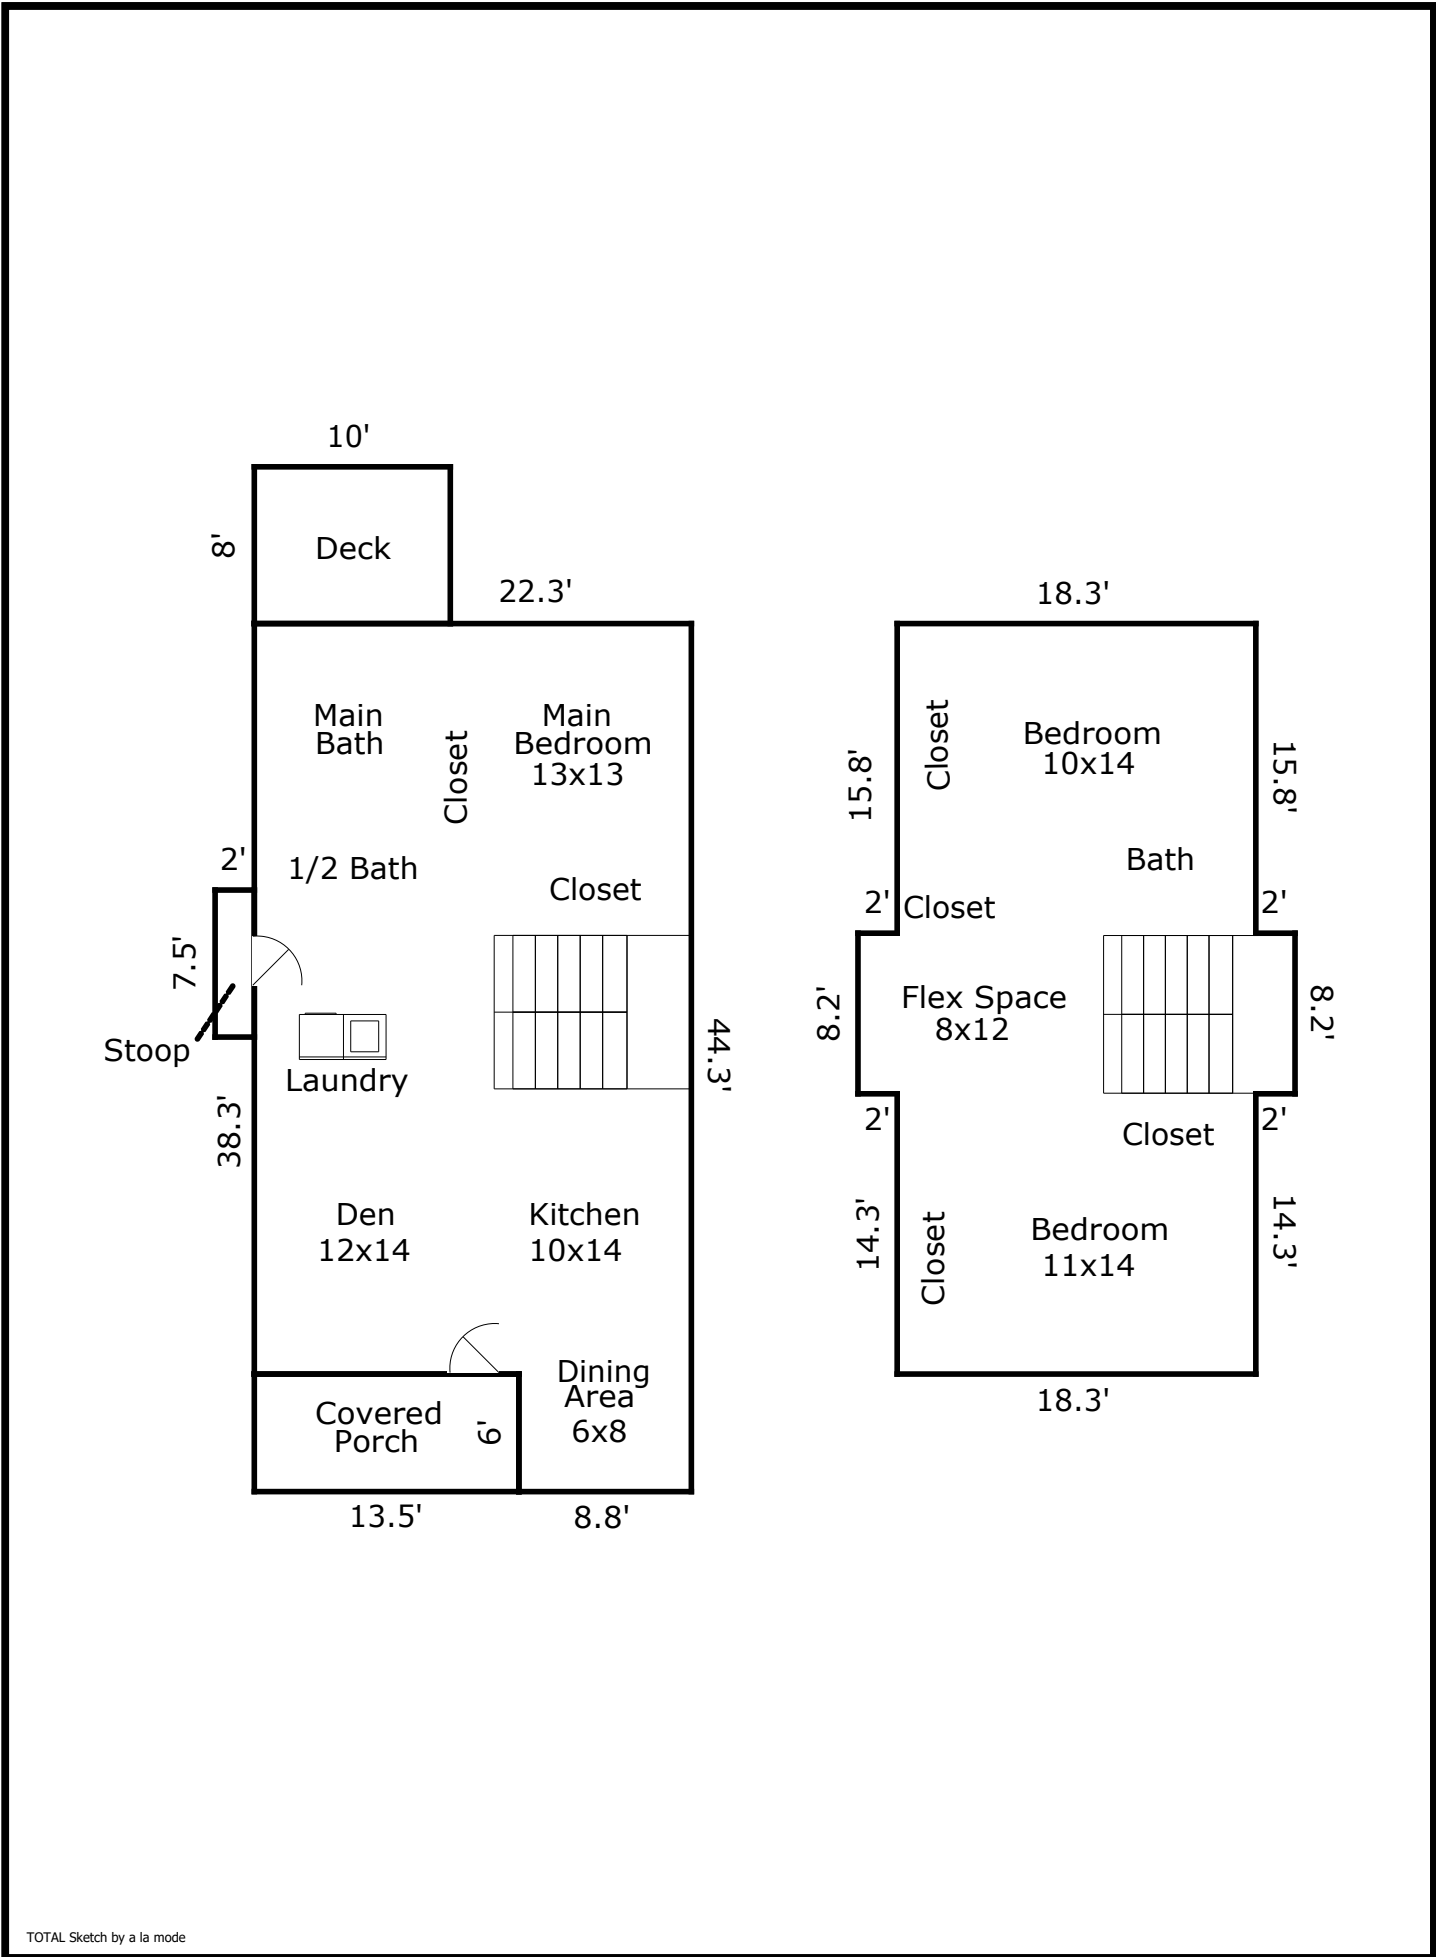 10'
8'
Deck
22.3'
18.3'
Main
Bath
Closet
Main
Bedroom
13x13
2'
1/2 Bath
Closet
7.5'
Stoop
Laundry
44.3'
38.3'
Den
12x14
Kitchen
10x14
Dining
Area
6x8
Covered
Porch
6'
13.5'
8.8'
Closet
Bedroom
10x14
15.8'
15.8'
Bath
2'
Closet
2'
8.2'
Flex Space
8x12
8.2'
2'
2'
Closet
14.3'
Closet
Bedroom
11x14
14.3'
18.3'
TOTAL Sketch by a la mode